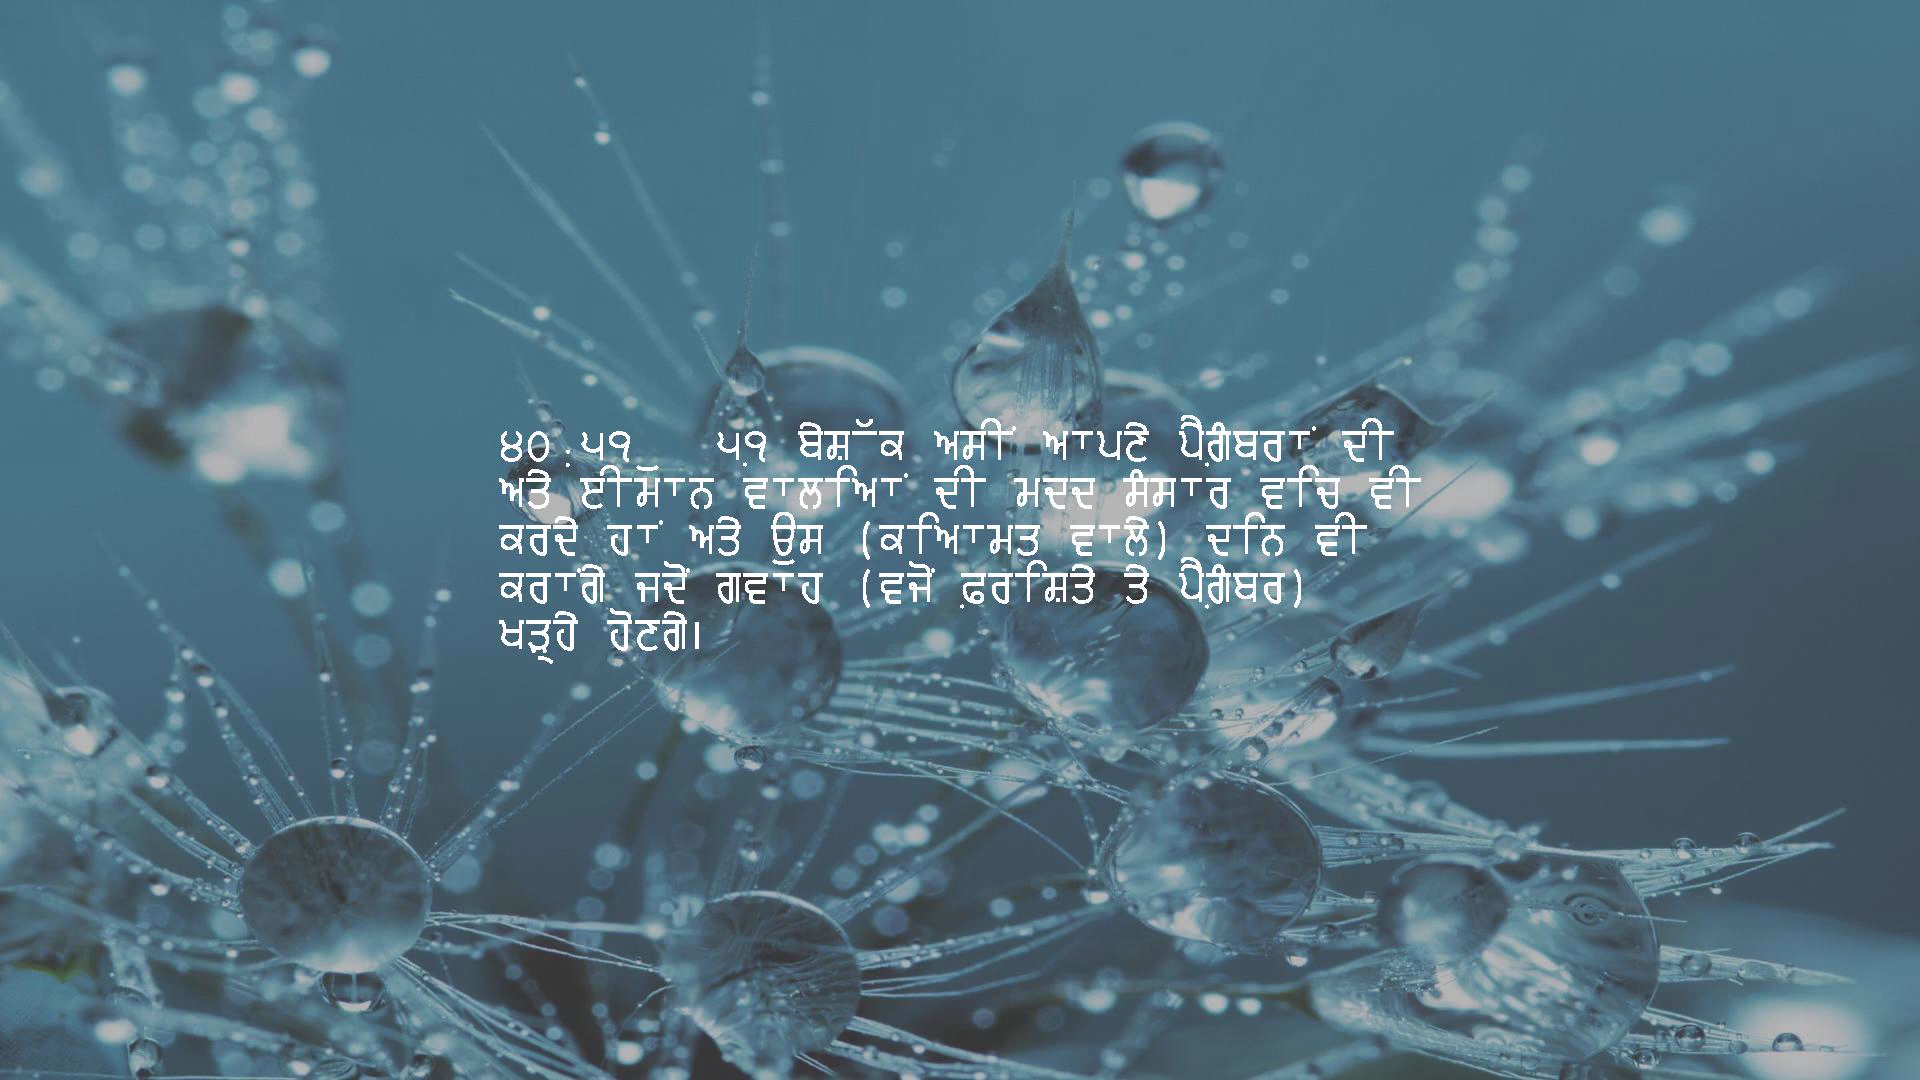 ੪੦.੫੧_ ੫੧ ਬੇਸ਼ੱਕ ਅਸੀਂ ਆਪਣੇ ਪੈਗ਼ੰਬਰਾਂ ਦੀ
ਅਤੇ ਈਮਾਨ ਵਾਲਿਆਂ ਦੀ ਮਦਦ ਸੰਸਾਰ ਵਿਚ ਵੀ
ਕਰਦੇ ਹਾਂ ਅਤੇ ਉਸ (ਕਿਆਮਤ ਵਾਲੇ) ਦਿਨ ਵੀ
ਕਰਾਂਗੇ ਜਦੋਂ ਗਵਾਹ (ਵਜੋਂ ਫ਼ਰਿਸ਼ਤੇ ਤੇ ਪੈਗ਼ੰਬਰ)
ਖੜ੍ਹੇ ਹੋਣਗੇ।